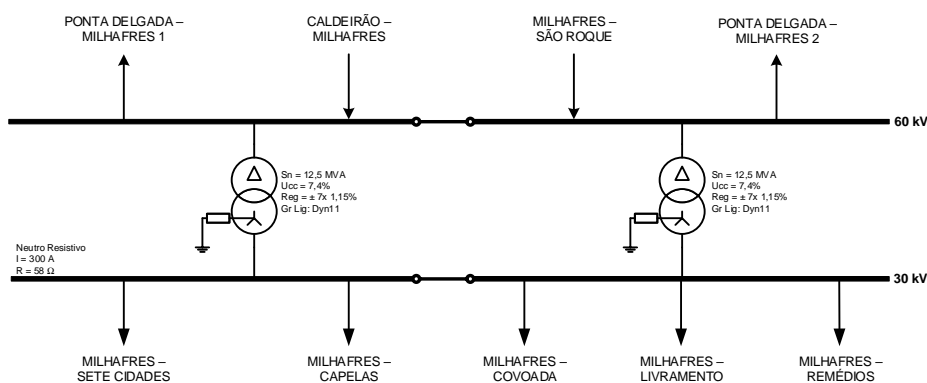 PONTA DELGADA –
MILHAFRES 1
CALDEIRÃO –
MILHAFRES
MILHAFRES –
SÃO ROQUE
PONTA DELGADA –
MILHAFRES 2
60 kV
Sn = 12,5 MVA
Ucc = 7,4%
Reg = ± 7x 1,15%
Gr Lig: Dyn11
Sn = 12,5 MVA
Ucc = 7,4%
Reg = ± 7x 1,15%
Gr Lig: Dyn11
Neutro Resistivo
I = 300 A
R = 58 Ω
30 kV
MILHAFRES –
SETE CIDADES
MILHAFRES –
CAPELAS
MILHAFRES –
COVOADA
MILHAFRES –
LIVRAMENTO
MILHAFRES –
REMÉDIOS